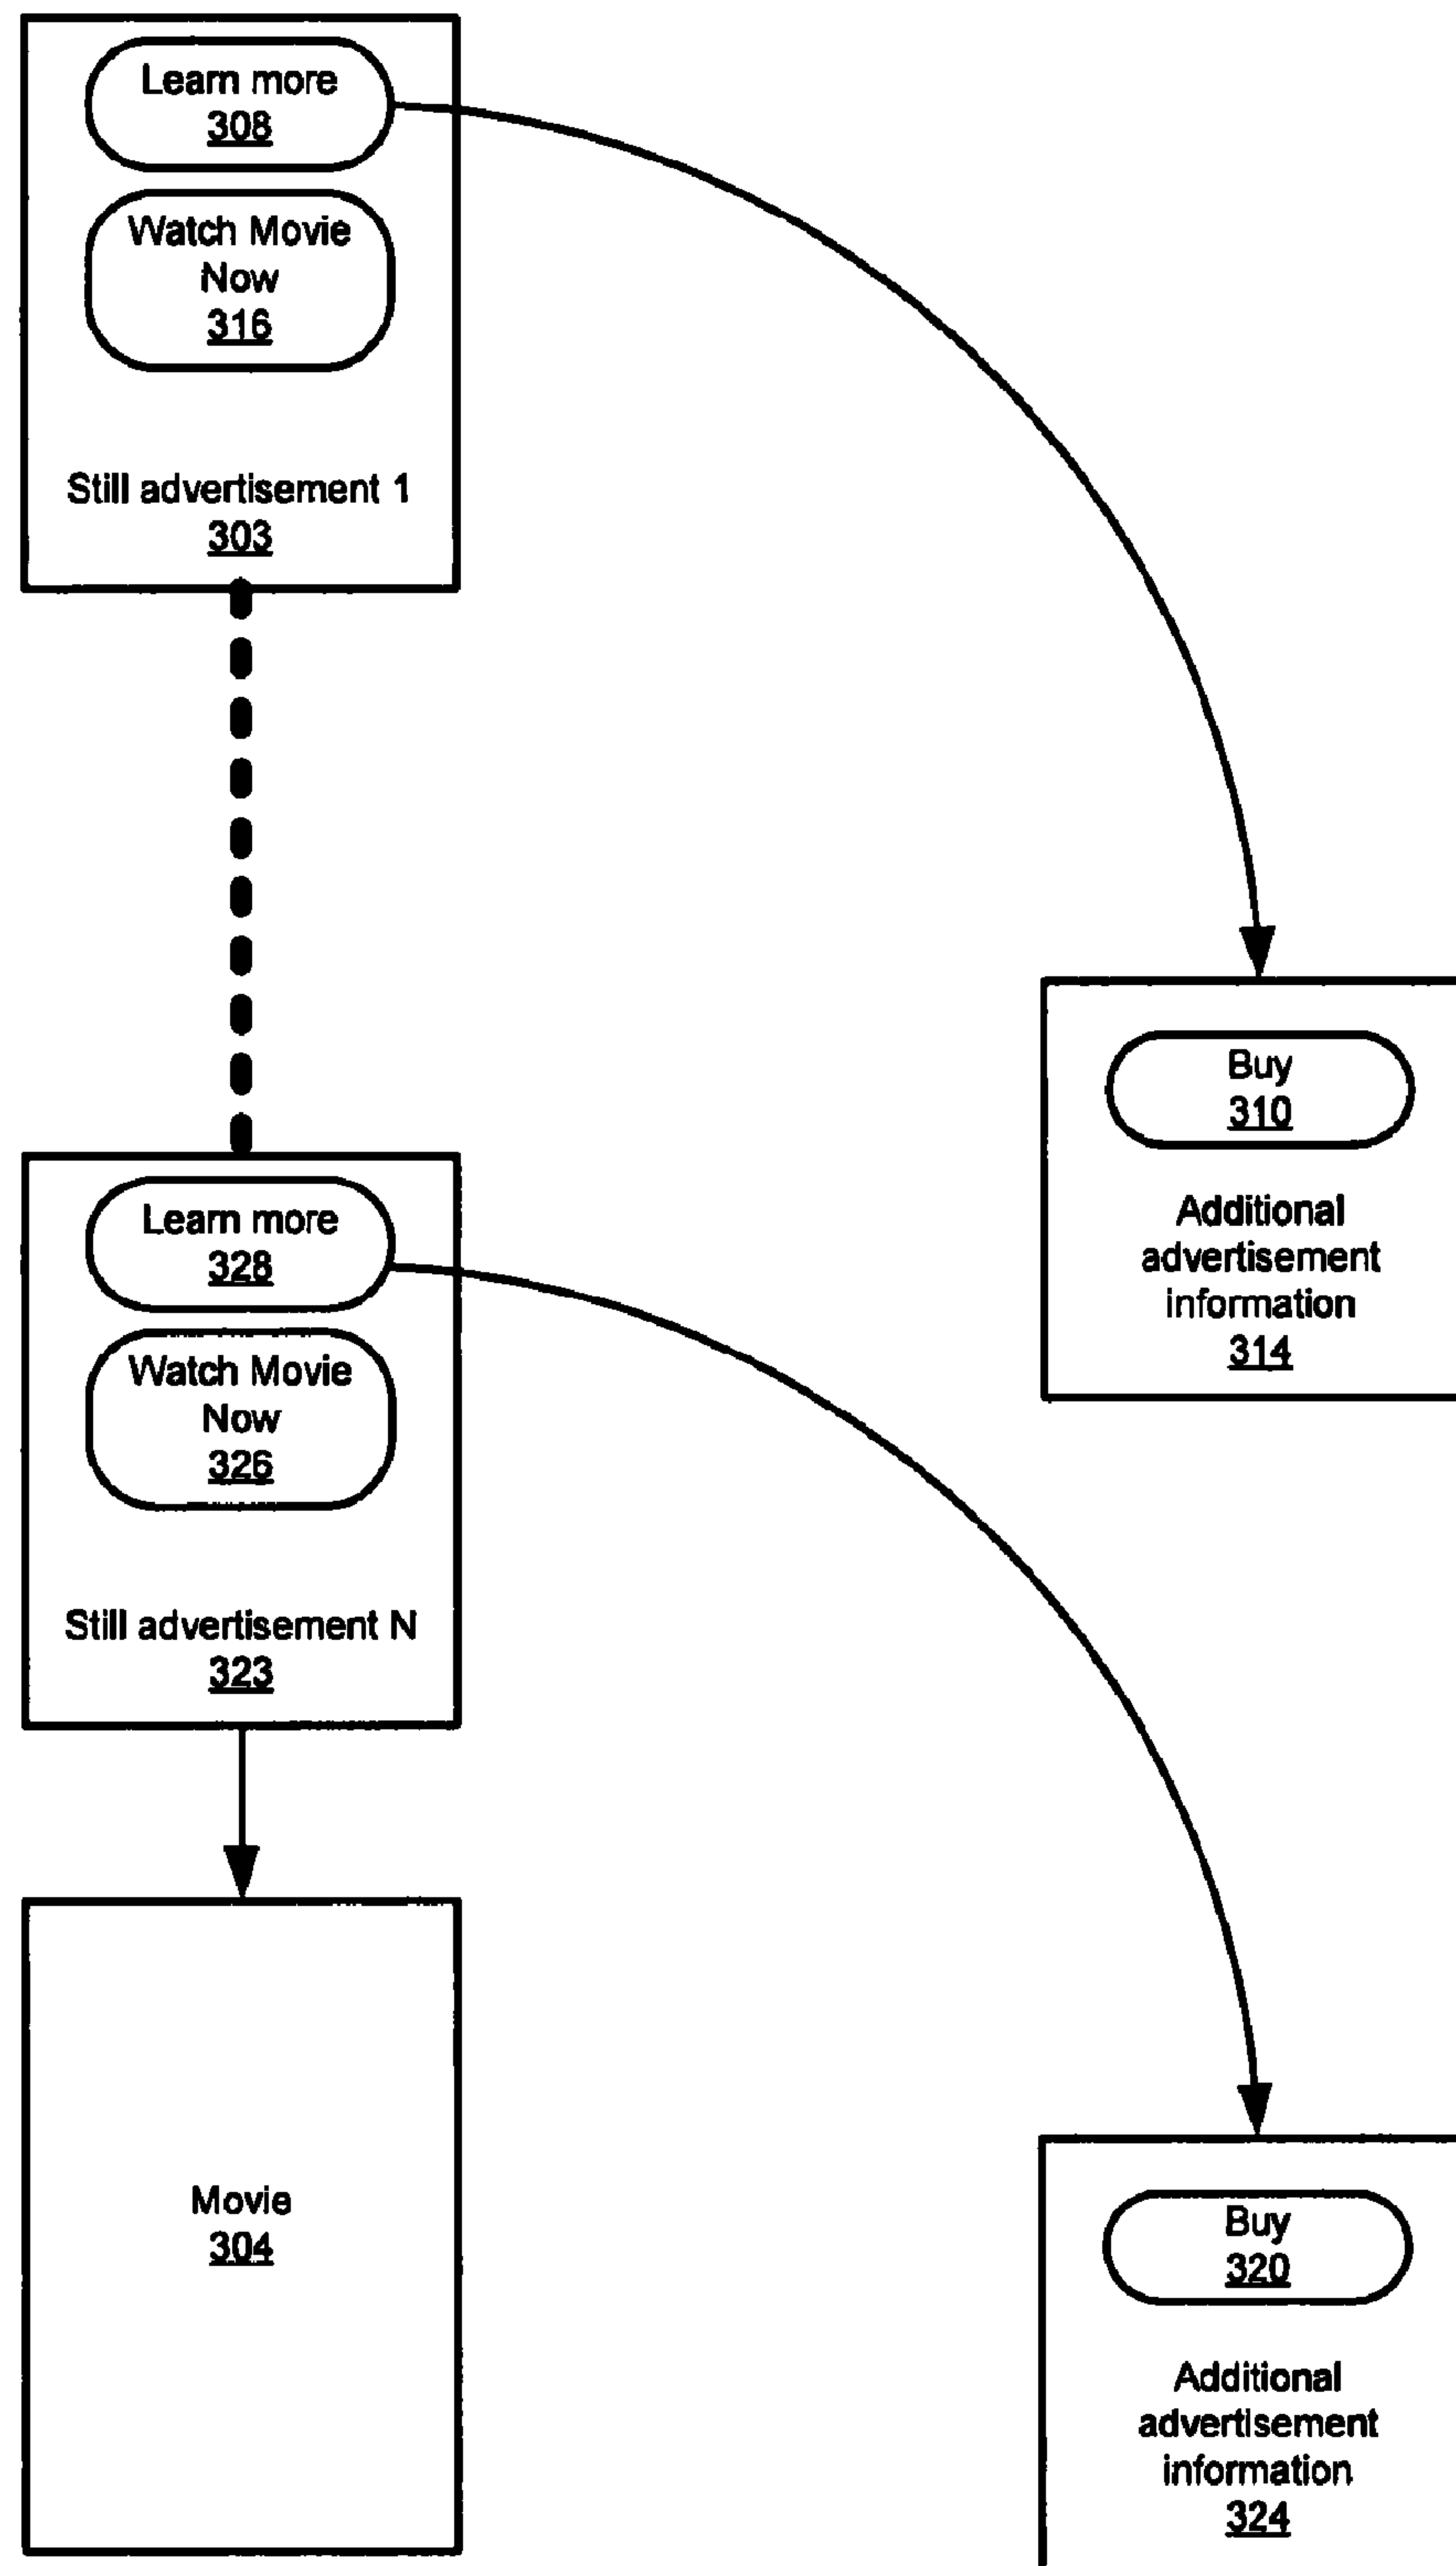 Learn more
308
Watch Movie
Now
316
Still advertisement 1
303
Buy
310
Additional
advertisement
information
314
Learn more
328
Watch Movie
Now
326
Still advertisement N
323
Movie
304
Buy
320
Additional
advertisement
information
324